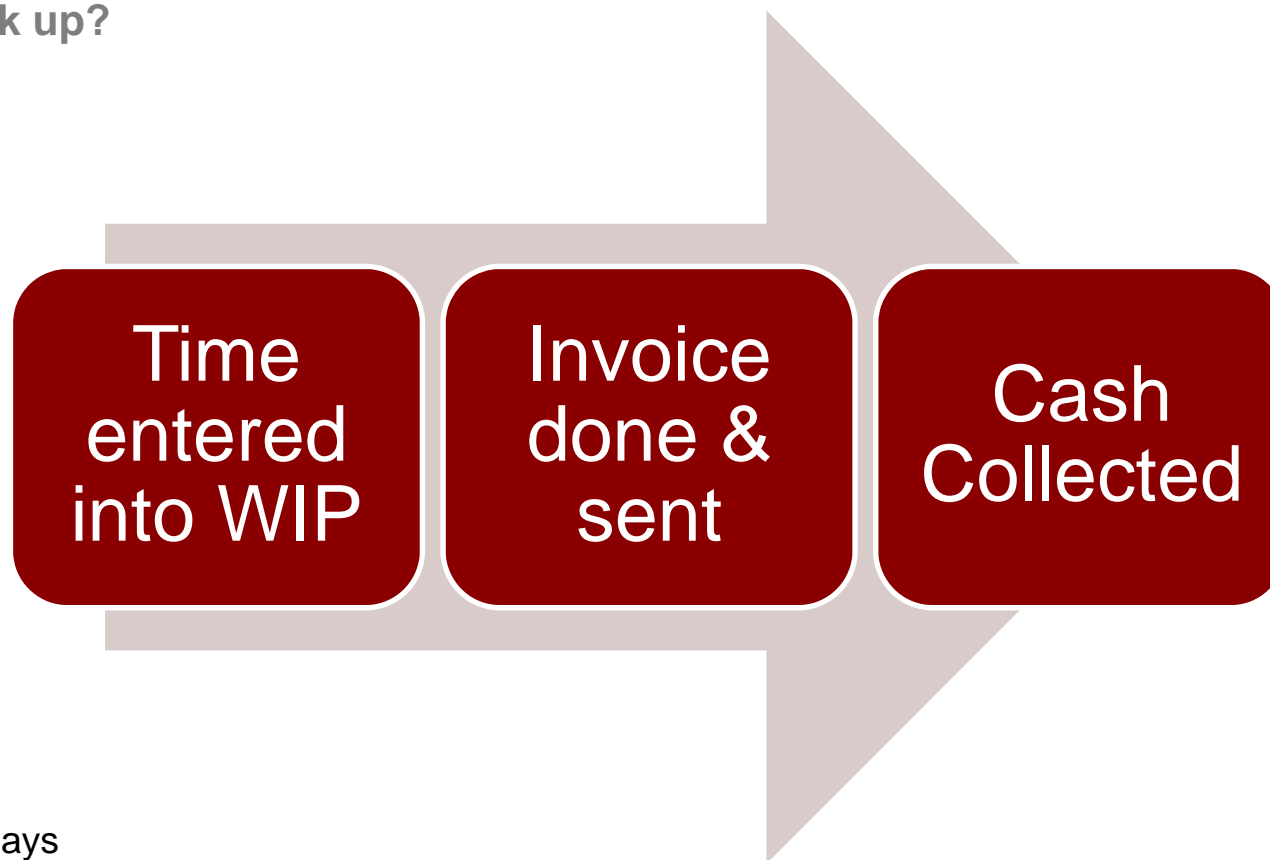 k up?
Time
entered
into WIP
Invoice
done &
sent
Cash
Collected
ays